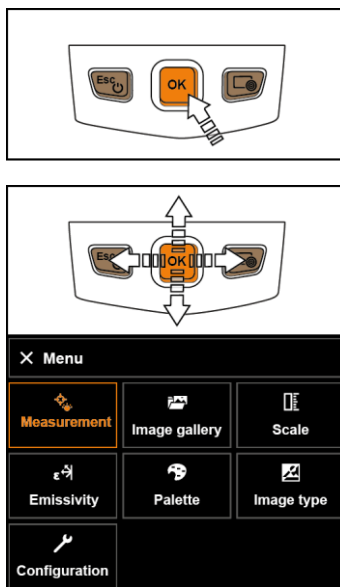 Esc
OK
Esc
OK
X Menu
Measurement
Image gallery
Scale
ε
Emissivity
Palette
Image type
Configuration